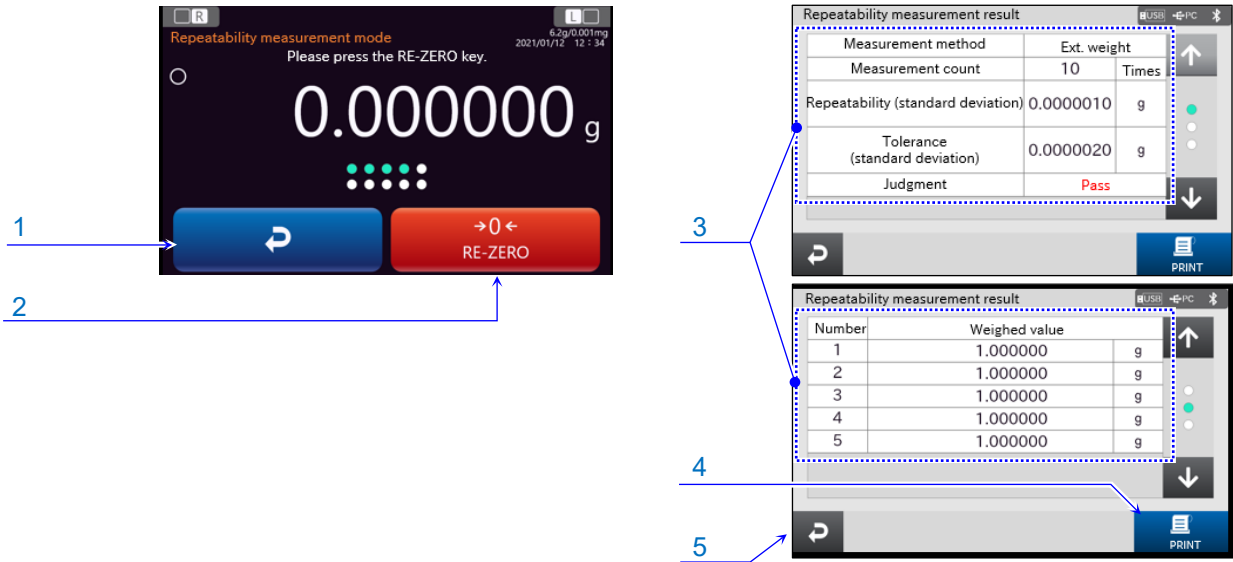 R
L
Repeatability measurement mode
6.2g/0.001mg
2021/01/12 12:34
Please press the RE-ZERO key.
0.000000 g
→0←
RE-ZERO
1
2
3
Repeatability measurement result
USB PC
Measurement method Ext. weight
Measurement count 10 Times
Repeatability (standard deviation) 0.0000010 g
Tolerance
(standard deviation) 0.0000020 g
Judgment Pass
PRINT
Repeatability measurement result
USB PC
Number Weighed value
1 1.000000 g
2 1.000000 g
3 1.000000 g
4 1.000000 g
5 1.000000 g
4
PRINT
5